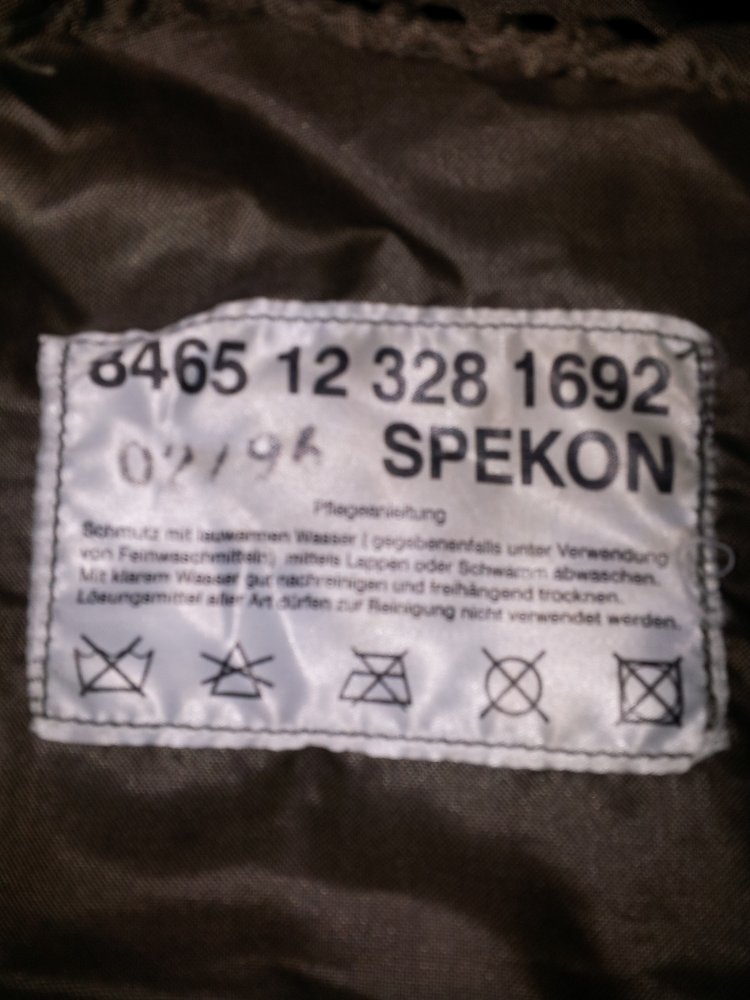 8465 12 328 1692
02/96 SPEKON
Pflegeanleitung
Schmutz mit lauwarmen Wasser ( gegebenenfalls unter Verwendung
von Feinwaschmitteln) mittels Lappen oder Schwamm abwaschen.
Mit klarem Wasser gut nachreinigen und freihängend trocknen.
Lösungsmittel aller Art dürfen zur Reinigung nicht verwendet werden.